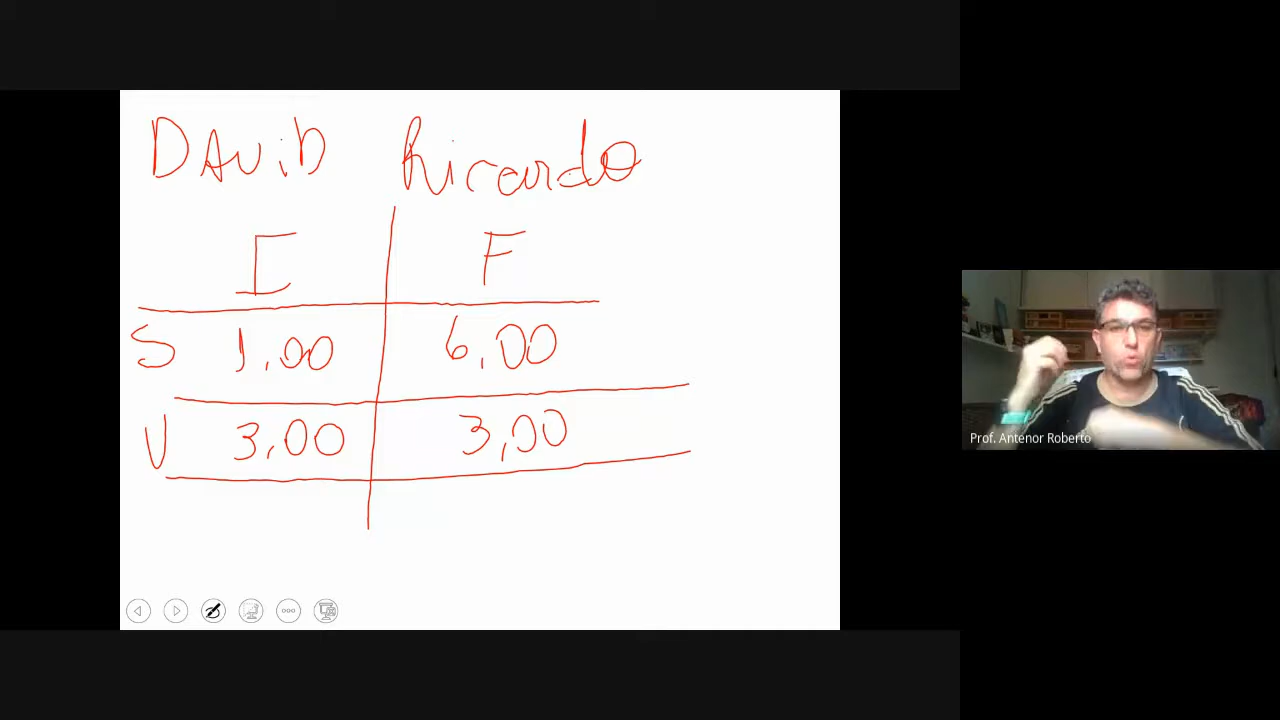 DAViD Ricardo
I F
S 1,00 6,00
V 3,00 3,00
Prof. Antenor Roberto